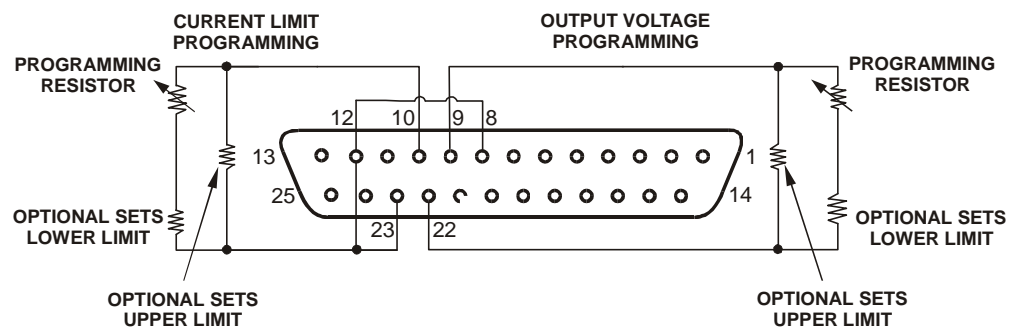 CURRENT LIMIT
PROGRAMMING
OUTPUT VOLTAGE
PROGRAMMING
PROGRAMMING
RESISTOR
PROGRAMMING
RESISTOR
12
10
9
8
13
1
25
14
23
22
OPTIONAL SETS
LOWER LIMIT
OPTIONAL SETS
LOWER LIMIT
OPTIONAL SETS
UPPER LIMIT
OPTIONAL SETS
UPPER LIMIT